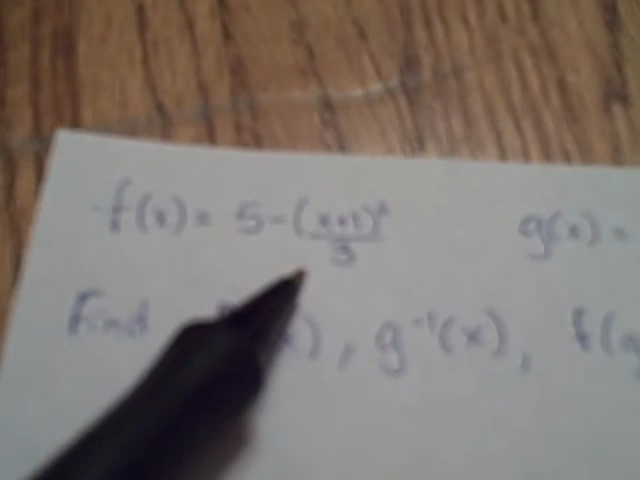 f(x) = 5 - (x+1)² / 3 g(x) =
Find (x), g⁻¹(x), f(g